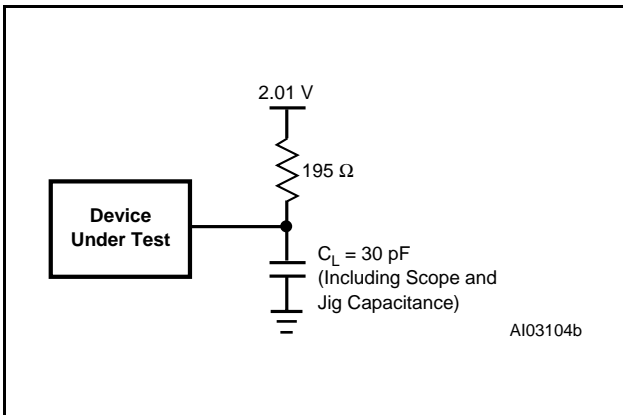 2.01 V
195 Ω
Device
Under Test
C_L = 30 pF
(Including Scope and
Jig Capacitance)
AI03104b